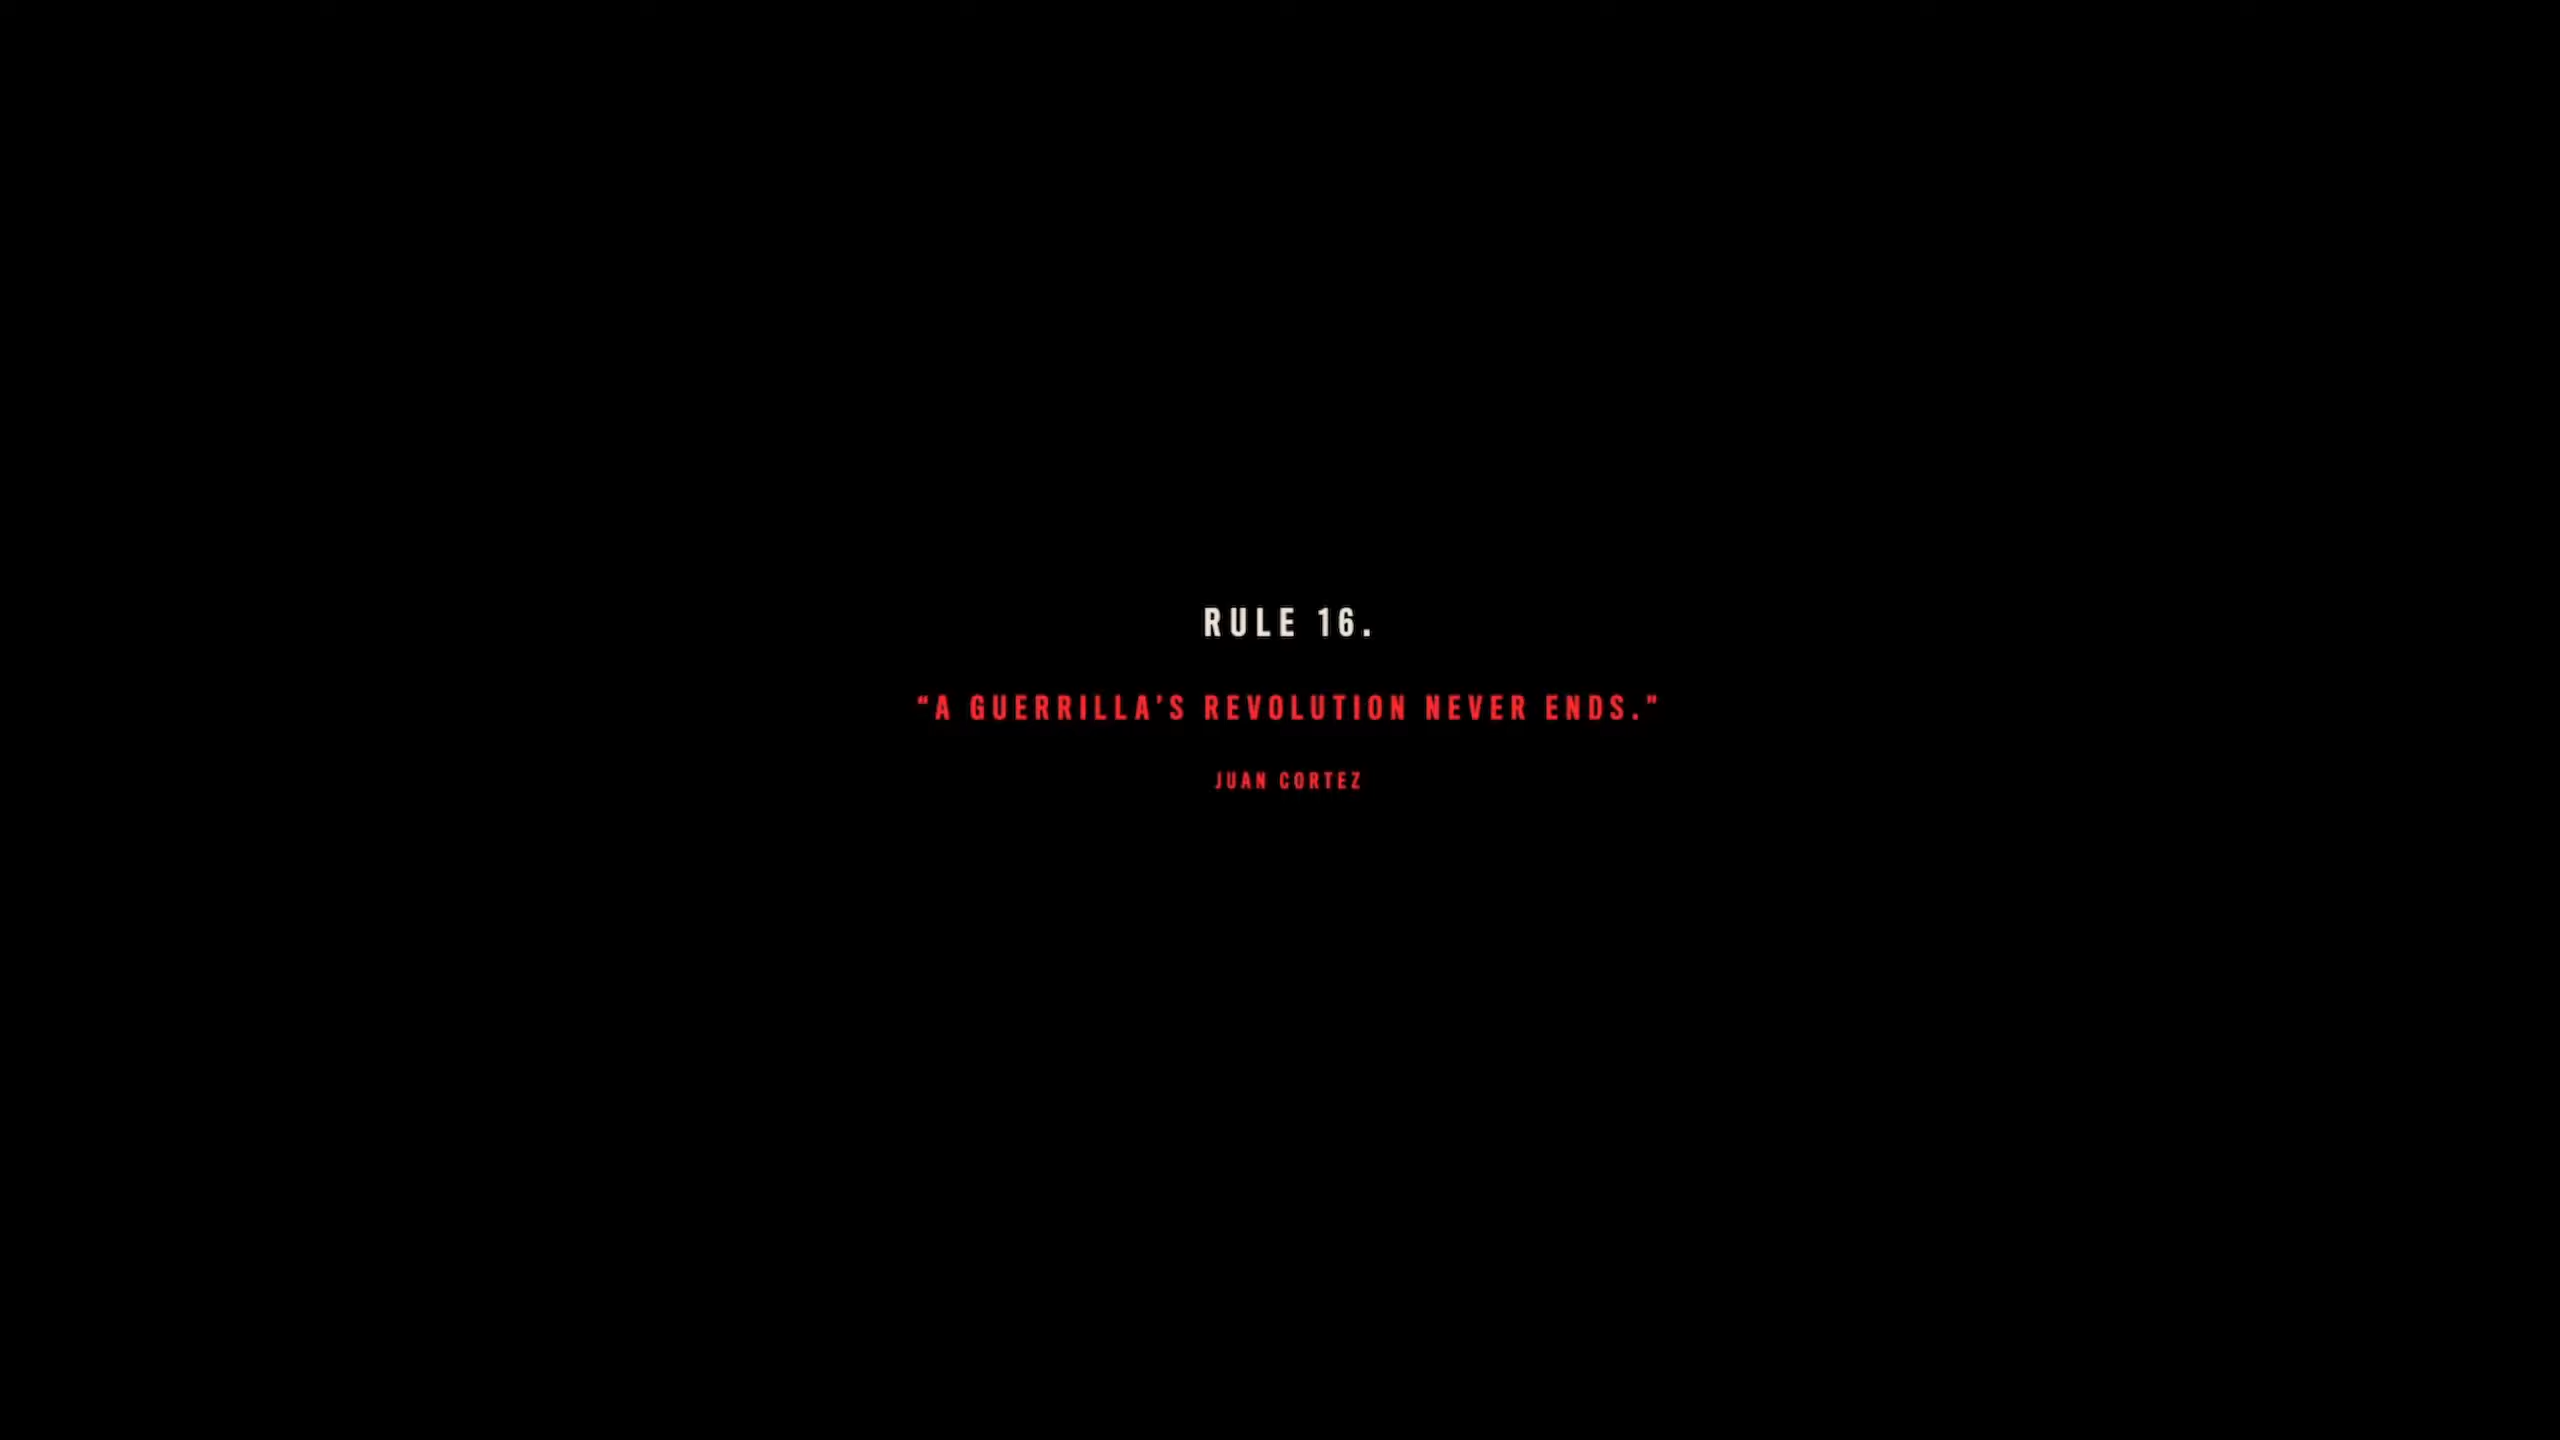 RULE 16.
“A GUERRILLA’S REVOLUTION NEVER ENDS.”
JUAN CORTEZ